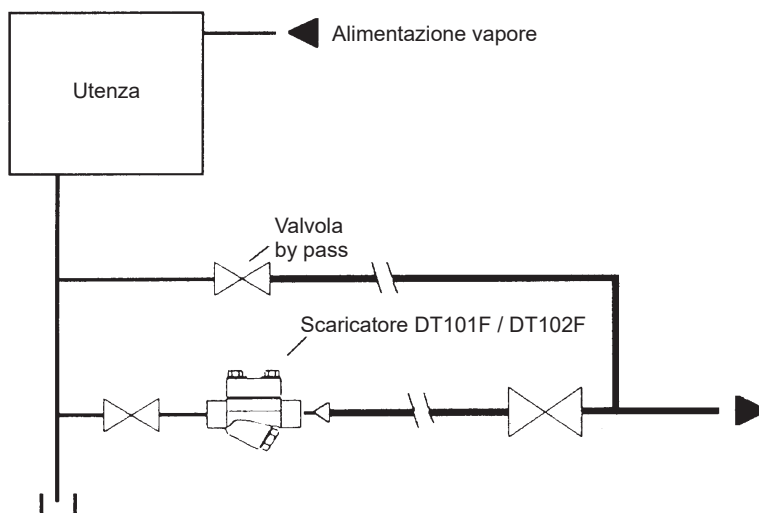 Alimentazione vapore
Utenza
Valvola
by pass
Scaricatore DT101F / DT102F